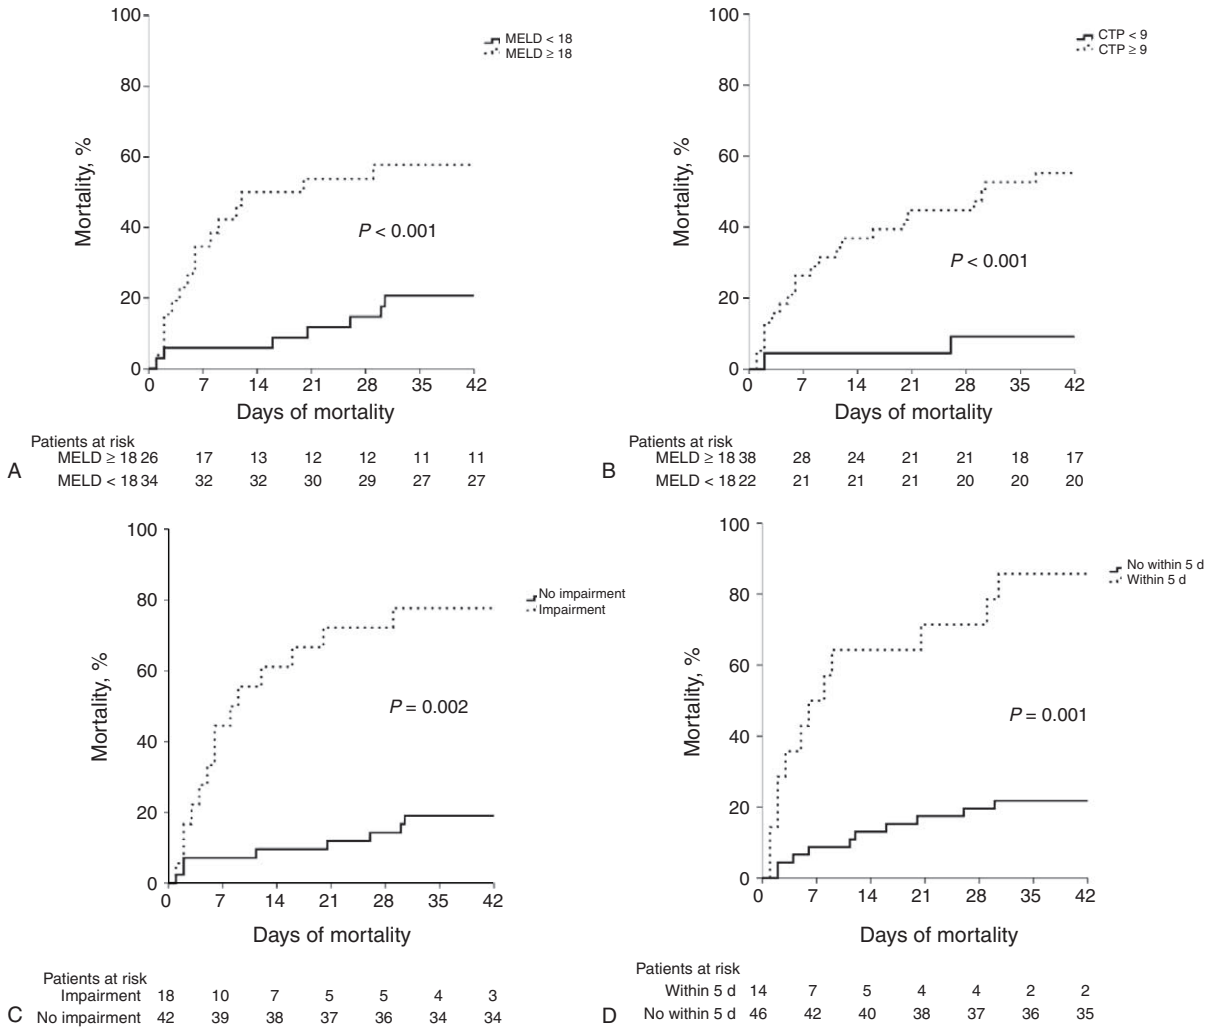 100
80
60
40
20
0
Mortality, %
MELD < 18
MELD ≥ 18
P < 0.001
0 7 14 21 28 35 42
Days of mortality
Patients at risk
MELD ≥ 18 26 17 13 12 12 11 11
MELD < 18 34 32 32 30 29 27 27
A
100
80
60
40
20
0
Mortality, %
CTP < 9
CTP ≥ 9
P < 0.001
0 7 14 21 28 35 42
Days of mortality
Patients at risk
MELD ≥ 18 38 28 24 21 21 18 17
MELD < 18 22 21 21 21 20 20 20
B
100
80
60
40
20
0
Mortality, %
No impairment
Impairment
P = 0.002
0 7 14 21 28 35 42
Days of mortality
Patients at risk
Impairment 18 10 7 5 5 4 3
No impairment 42 39 38 37 36 34 34
C
100
80
60
40
20
0
Mortality, %
No within 5 d
Within 5 d
P = 0.001
0 7 14 21 28 35 42
Days of mortality
Patients at risk
Within 5 d 14 7 5 4 4 2 2
No within 5 d 46 42 40 38 37 36 35
D